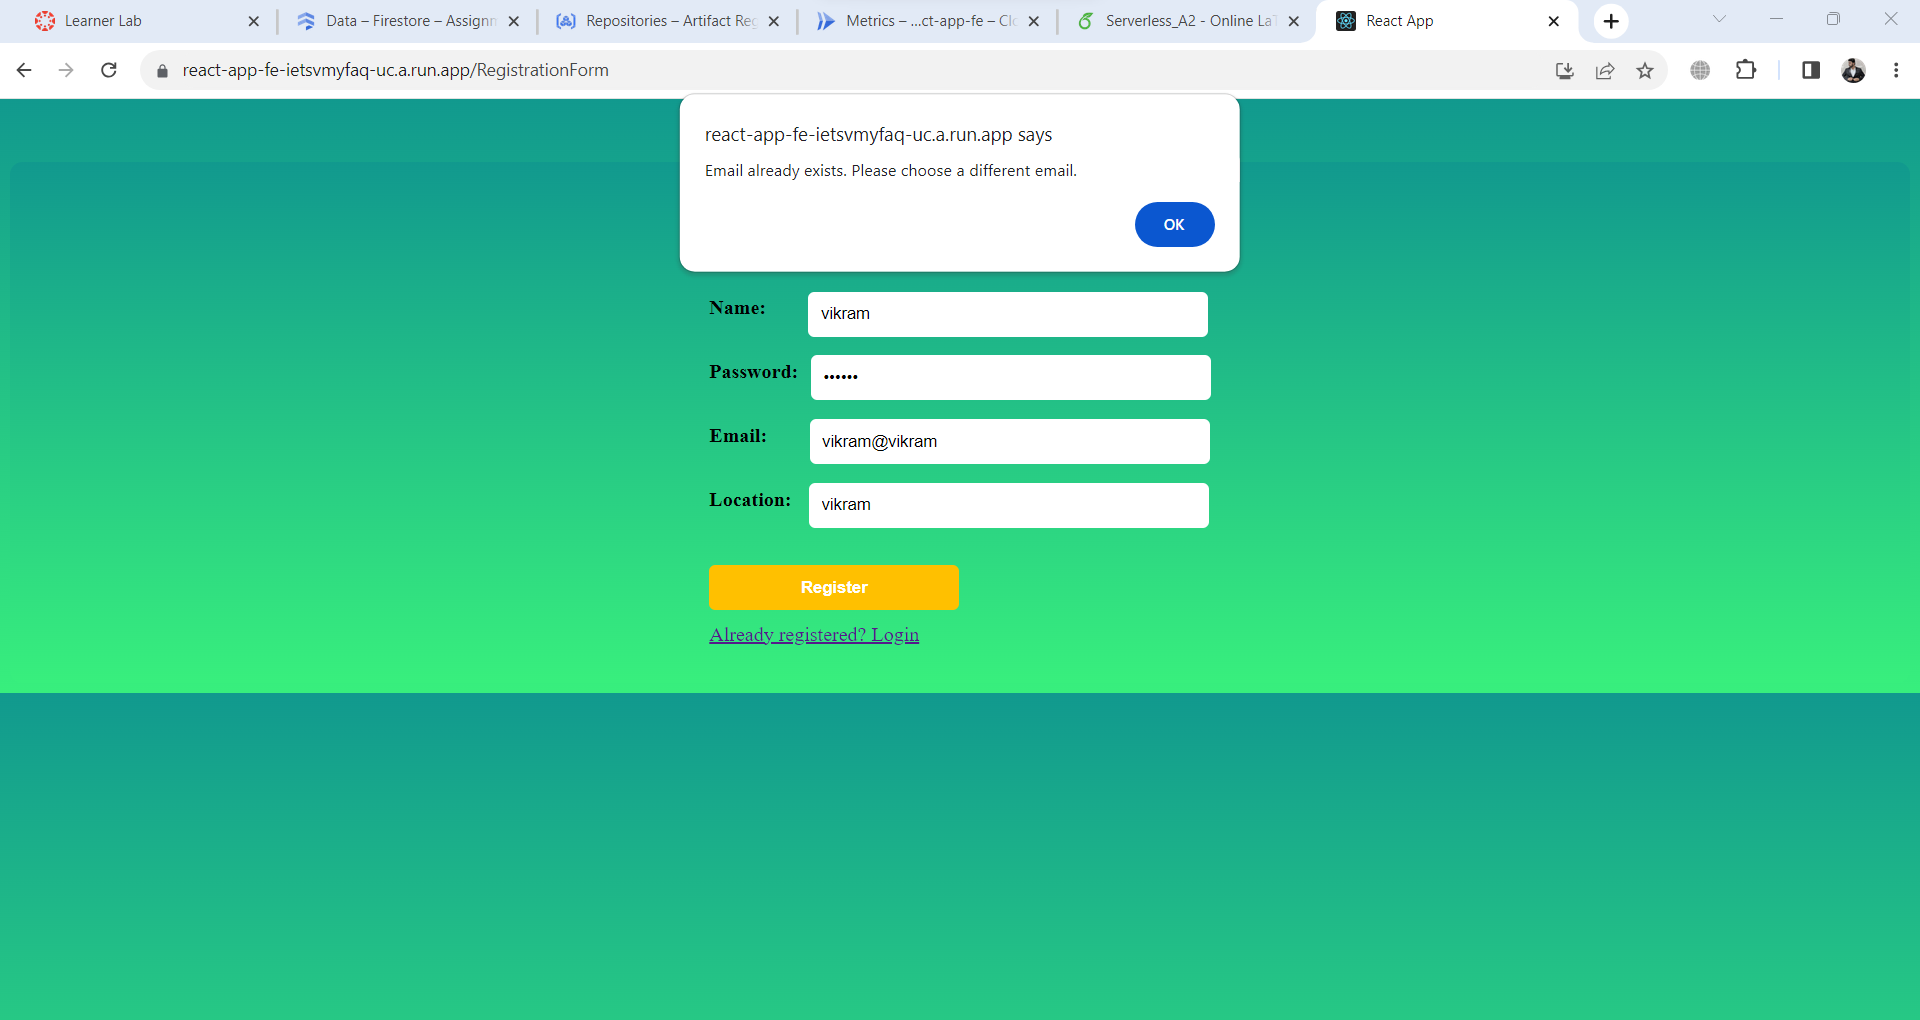 Learner Lab
Data – Firestore – Assignm
Repositories – Artifact Reg
Metrics – ...ct-app-fe – Clo
Serverless_A2 - Online LaT
React App
react-app-fe-ietsvmyfaq-uc.a.run.app/RegistrationForm
react-app-fe-ietsvmyfaq-uc.a.run.app says
Email already exists. Please choose a different email.
OK
Name: vikram
Password: ••••••
Email: vikram@vikram
Location: vikram
Register
Already registered? Login